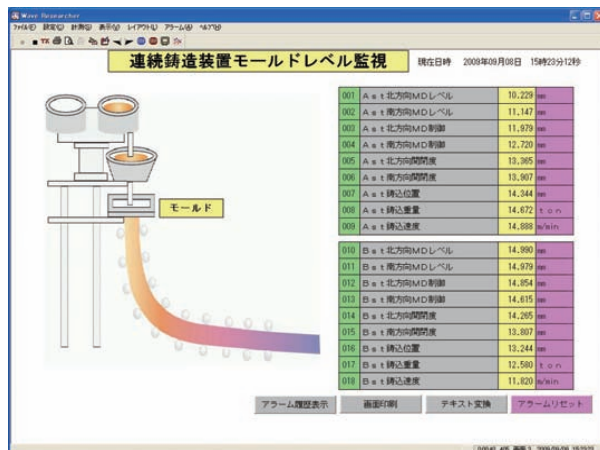 Wave Researcher
ファイル(F) 設定(C) 計測(S) 表示(V) レイアウト(L) アラーム(A) ヘルプ(H)
連続鋳造装置モールドレベル監視
現在日時 2009年09月08日 15時23分12秒
モールド
001 Ast北方向MDレベル 10.229 mm
002 Ast南方向MDレベル 11.147 mm
003 Ast北方向MD制御 11.979 mm
004 Ast南方向MD制御 12.720 mm
005 Ast北方向開閉度 13.365 mm
006 Ast南方向開閉度 13.907 mm
007 Ast鋳込位置 14.344 mm
008 Ast鋳込重量 14.672 ton
009 Ast鋳込速度 14.888 m/min
010 Bst北方向MDレベル 14.990 mm
011 Bst南方向MDレベル 14.979 mm
012 Bst北方向MD制御 14.854 mm
013 Bst南方向MD制御 14.615 mm
014 Bst北方向開閉度 14.265 mm
015 Bst南方向開閉度 13.807 mm
016 Bst鋳込位置 13.244 mm
017 Bst鋳込重量 12.580 ton
018 Bst鋳込速度 11.820 m/min
アラーム履歴表示 画面印刷 テキスト変換 アラームリセット